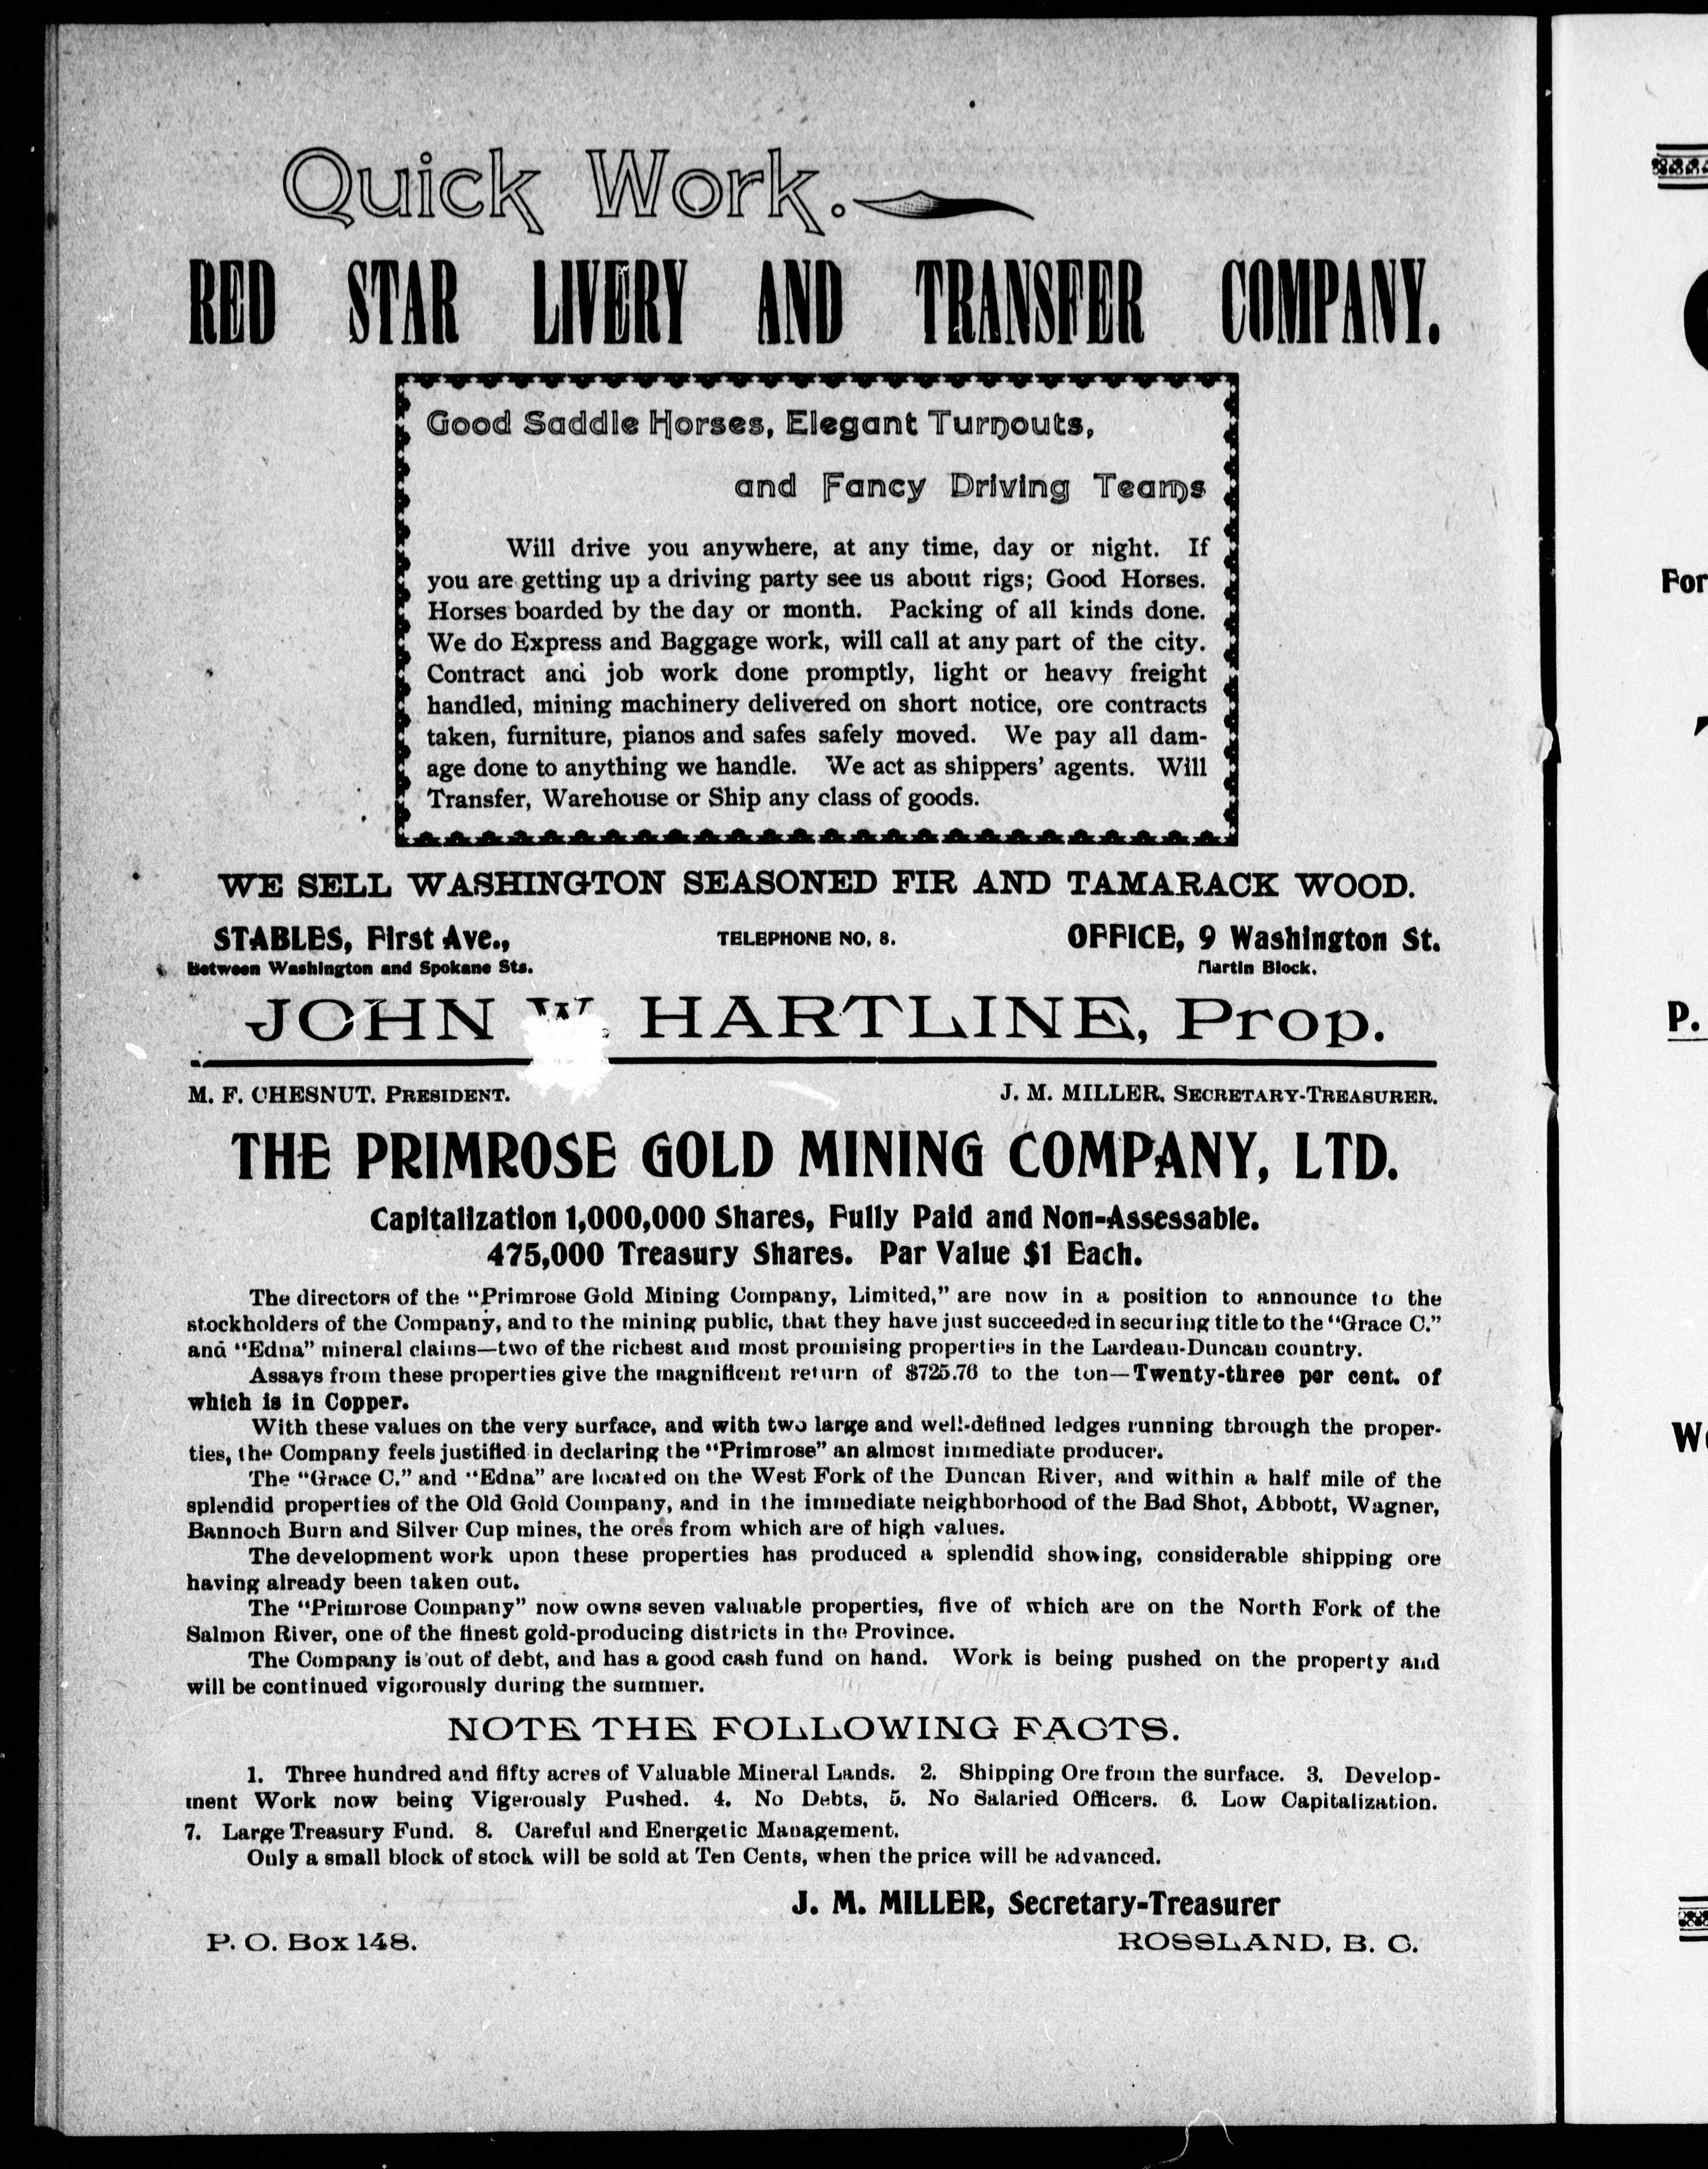 Quick Work.
RED STAR LIVERY AND TRANSFER COMPANY.
Good Saddle Horses, Elegant Turnouts,
and Fancy Driving Teams
Will drive you anywhere, at any time, day or night. If
you are getting up a driving party see us about rigs; Good Horses.
Horses boarded by the day or month. Packing of all kinds done.
We do Express and Baggage work, will call at any part of the city.
Contract and job work done promptly, light or heavy freight
handled, mining machinery delivered on short notice, ore contracts
taken, furniture, pianos and safes safely moved. We pay all dam-
age done to anything we handle. We act as shippers' agents. Will
Transfer, Warehouse or Ship any class of goods.
WE SELL WASHINGTON SEASONED FIR AND TAMARACK WOOD.
STABLES, First Ave., TELEPHONE NO, 8. OFFICE, 9 Washington St.
Between Washington and Spokane Sts. Martin Block.
JOHN W. HARTLINE, Prop.
M. F. CHESNUT. PRESIDENT. J. M. MILLER, SECRETARY-TREASURER.
THE PRIMROSE GOLD MINING COMPANY, LTD.
Capitalization 1,000,000 Shares, Fully Paid and Non-Assessable.
475,000 Treasury Shares. Par Value $1 Each.
The directors of the "Primrose Gold Mining Company, Limited," are now in a position to announce to the
stockholders of the Company, and to the mining public, that they have just succeeded in securing title to the "Grace C."
and "Edna" mineral claims—two of the richest and most promising properties in the Lardeau-Duncan country.
Assays from these properties give the magnificent return of $725.76 to the ton—Twenty-three per cent. of
which is in Copper.
With these values on the very surface, and with two large and well-defined ledges running through the proper-
ties, the Company feels justified in declaring the "Primrose" an almost immediate producer.
The "Grace C." and "Edna" are located on the West Fork of the Duncan River, and within a half mile of the
splendid properties of the Old Gold Company, and in the immediate neighborhood of the Bad Shot, Abbott, Wagner,
Bannoch Burn and Silver Cup mines, the ores from which are of high values.
The development work upon these properties has produced a splendid showing, considerable shipping ore
having already been taken out.
The "Primrose Company" now owns seven valuable properties, five of which are on the North Fork of the
Salmon River, one of the finest gold-producing districts in the Province.
The Company is out of debt, and has a good cash fund on hand. Work is being pushed on the property and
will be continued vigorously during the summer.
NOTE THE FOLLOWING FACTS.
1. Three hundred and fifty acres of Valuable Mineral Lands. 2. Shipping Ore from the surface. 3. Develop-
ment Work now being Vigerously Pushed. 4. No Debts, 5. No Salaried Officers. 6. Low Capitalization.
7. Large Treasury Fund. 8. Careful and Energetic Management.
Only a small block of stock will be sold at Ten Cents, when the price will be advanced.
J. M. MILLER, Secretary-Treasurer
P. O. Box 148. ROSSLAND, B. C.
For
P.